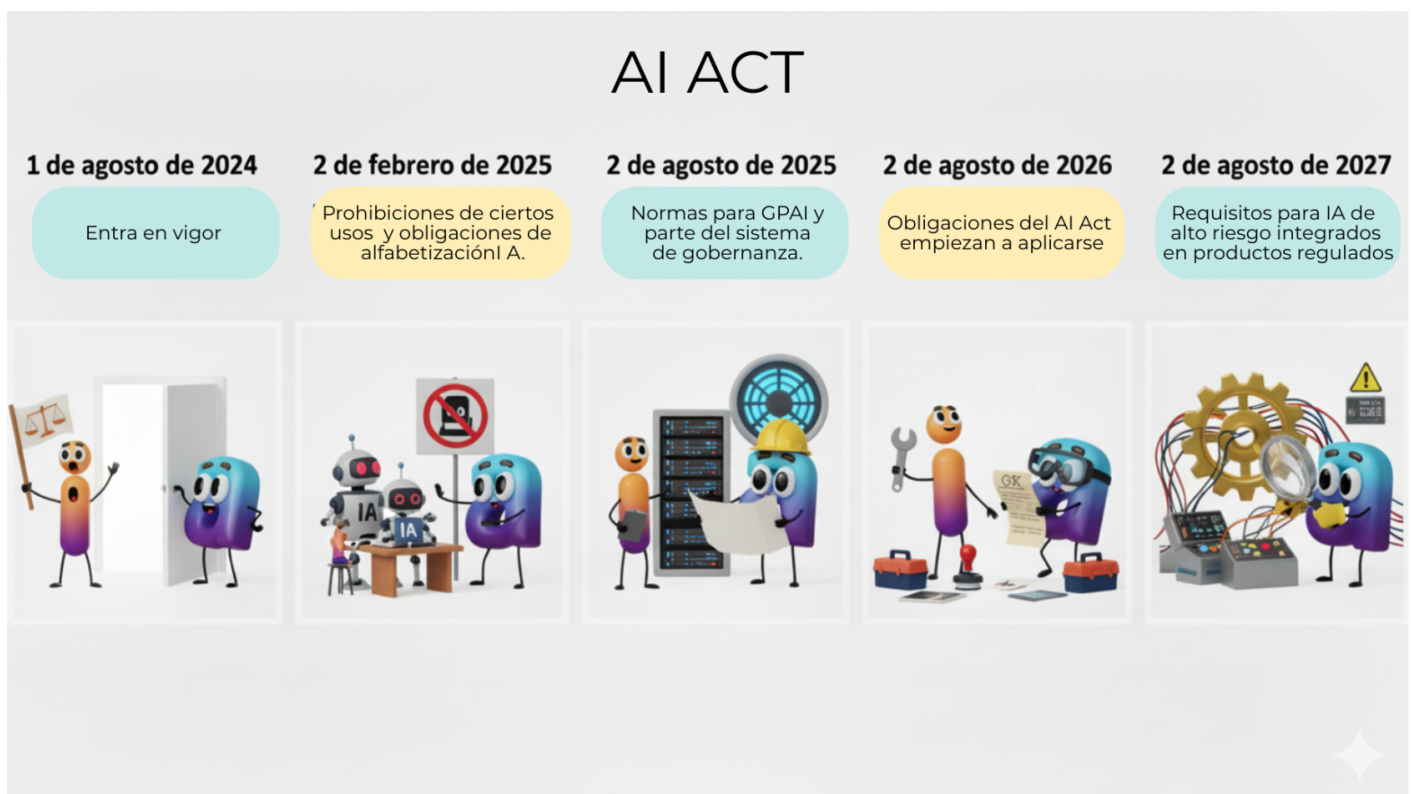 AI ACT
1 de agosto de 2024
Entra en vigor
2 de febrero de 2025
Prohibiciones de ciertos
usos y obligaciones de
alfabetizaciónI A.
2 de agosto de 2025
Normas para GPAI y
parte del sistema
de gobernanza.
2 de agosto de 2026
Obligaciones del AI Act
empiezan a aplicarse
2 de agosto de 2027
Requisitos para IA de
alto riesgo integrados
en productos regulados
IA
IA